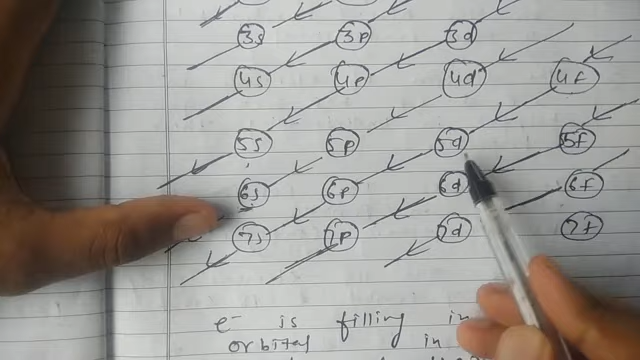 3s 3p 3d
4s 4p 4d 4f
5s 5p 5d 5f
6s 6p 6d 6f
7s 7p 7d 7f
e- is filling in
orbital in